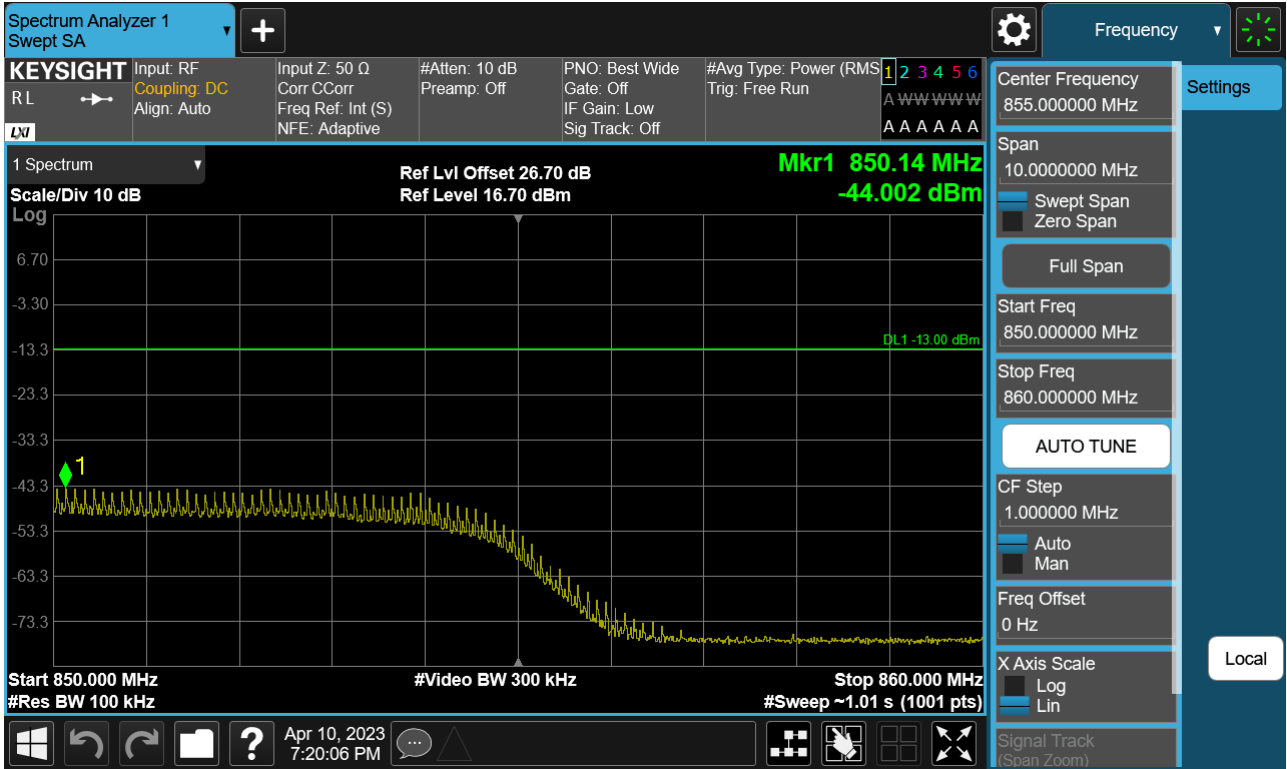 Spectrum Analyzer 1
Swept SA
Frequency
KEYSIGHT
R L
LXI
Input: RF
Coupling: DC
Align: Auto
Input Z: 50 Ω
Corr CCorr
Freq Ref: Int (S)
NFE: Adaptive
#Atten: 10 dB
Preamp: Off
PNO: Best Wide
Gate: Off
IF Gain: Low
Sig Track: Off
#Avg Type: Power (RMS
Trig: Free Run
1 2 3 4 5 6
A W W W W W
A A A A A A
1 Spectrum
Scale/Div 10 dB
Log
Ref Lvl Offset 26.70 dB
Ref Level 16.70 dBm
Mkr1 850.14 MHz
-44.002 dBm
6.70
-3.30
-13.3
-23.3
-33.3
-43.3
-53.3
-63.3
-73.3
DL1 -13.00 dBm
1
Start 850.000 MHz
#Res BW 100 kHz
#Video BW 300 kHz
Stop 860.000 MHz
#Sweep ~1.01 s (1001 pts)
Apr 10, 2023
7:20:06 PM
?
Center Frequency
855.000000 MHz
Span
10.0000000 MHz
Swept Span
Zero Span
Full Span
Start Freq
850.000000 MHz
Stop Freq
860.000000 MHz
AUTO TUNE
CF Step
1.000000 MHz
Auto
Man
Freq Offset
0 Hz
X Axis Scale
Log
Lin
Signal Track
(Span Zoom)
Settings
Local